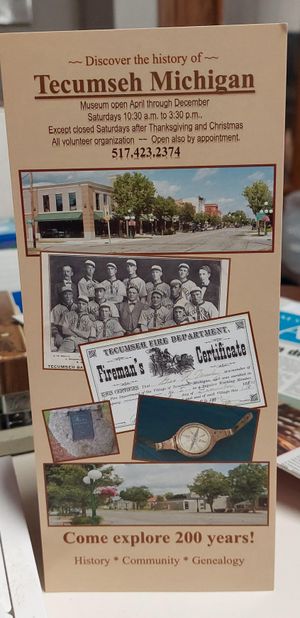 ~~ Discover the history of ~~
Tecumseh Michigan
Museum open April through December
Saturdays 10:30 a.m. to 3:30 p.m..
Except closed Saturdays after Thanksgiving and Christmas
All volunteer organization ~~ Open also by appointment.
517.423.2374
TECUMSEH
TECUMSEH FIRE DEPARTMENT.
Fireman's Certificate
Come explore 200 years!
History * Community * Genealogy